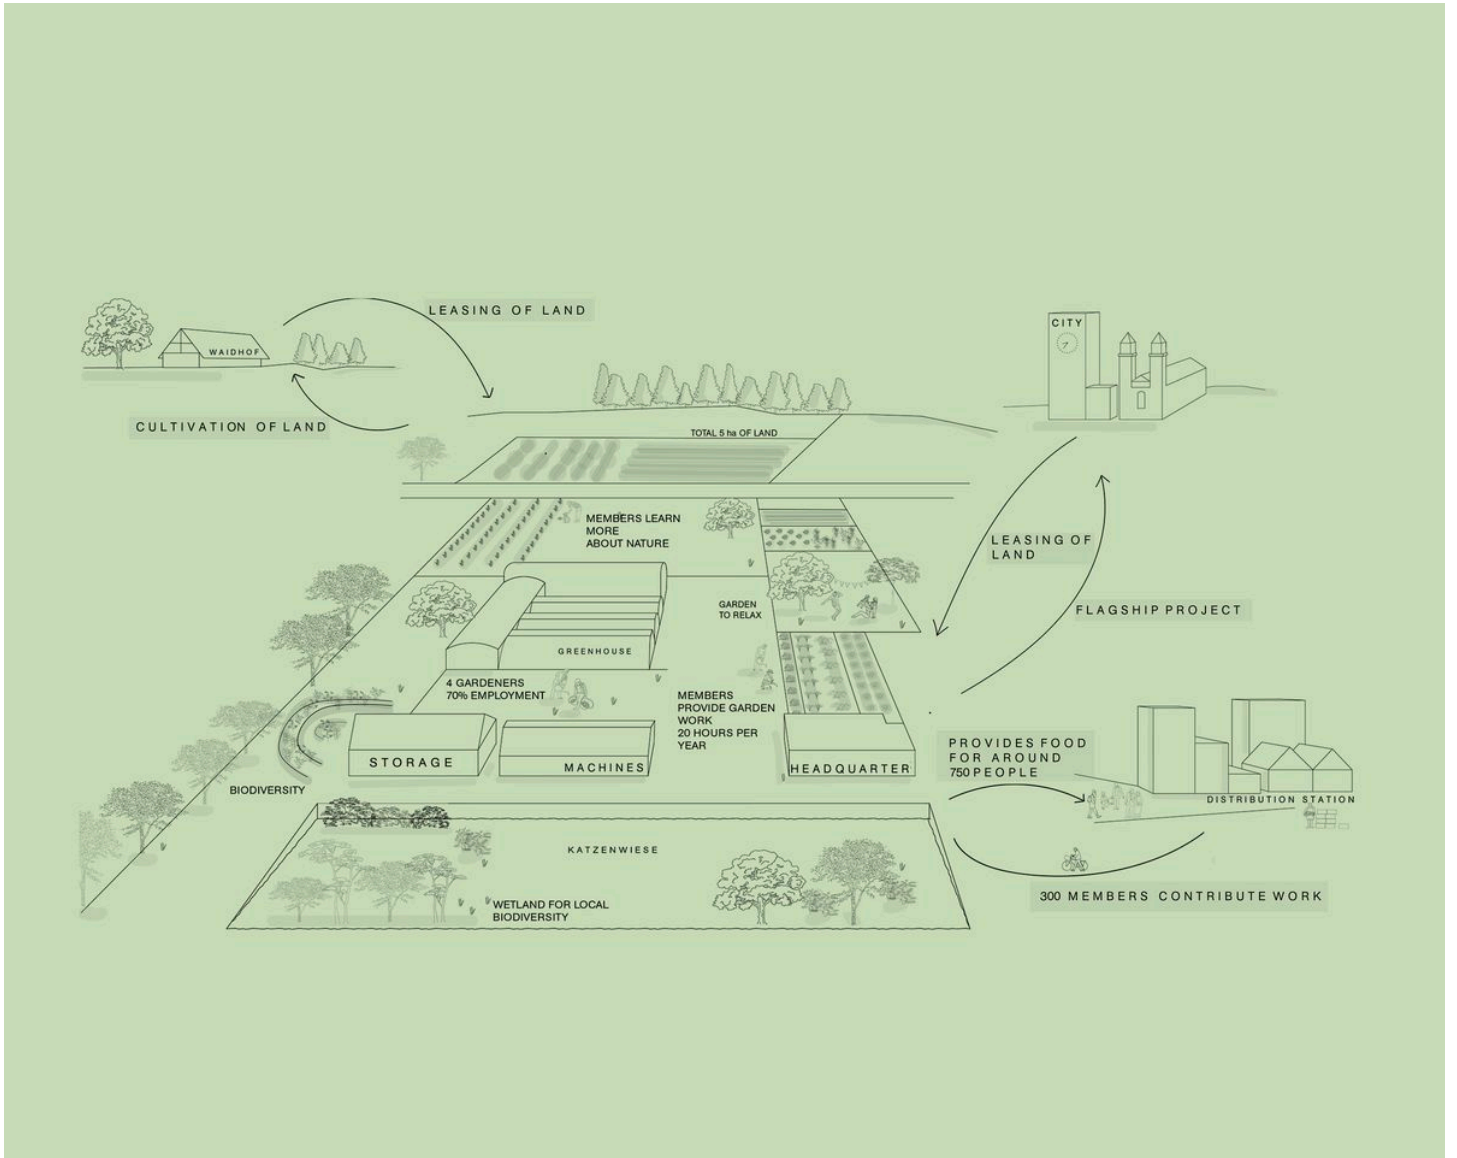 LEASING OF LAND
WAIDHOF
CULTIVATION OF LAND
CITY
TOTAL 5 ha OF LAND
MEMBERS LEARN
MORE
ABOUT NATURE
LEASING OF
LAND
GARDEN
TO RELAX
FLAGSHIP PROJECT
GREENHOUSE
4 GARDENERS
70% EMPLOYMENT
MEMBERS
PROVIDE GARDEN
WORK
20 HOURS PER
YEAR
STORAGE
MACHINES
HEADQUARTER
PROVIDES FOOD
FOR AROUND
750 PEOPLE
BIODIVERSITY
DISTRIBUTION STATION
KATZENWIESE
WETLAND FOR LOCAL
BIODIVERSITY
300 MEMBERS CONTRIBUTE WORK